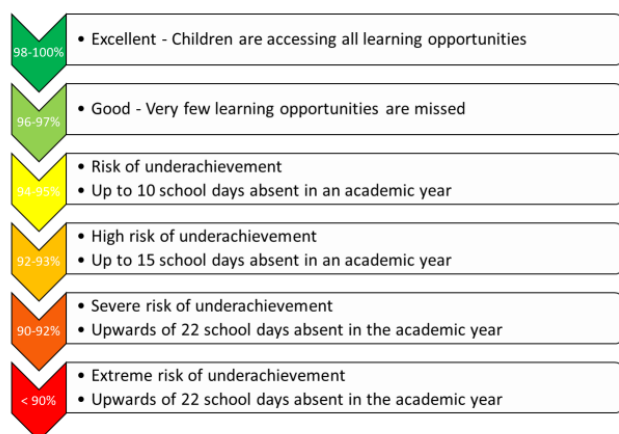 98-100%
• Excellent - Children are accessing all learning opportunities
96-97%
• Good - Very few learning opportunities are missed
94-95%
• Risk of underachievement
• Up to 10 school days absent in an academic year
92-93%
• High risk of underachievement
• Up to 15 school days absent in an academic year
90-92%
• Severe risk of underachievement
• Upwards of 22 school days absent in the academic year
< 90%
• Extreme risk of underachievement
• Upwards of 22 school days absent in the academic year